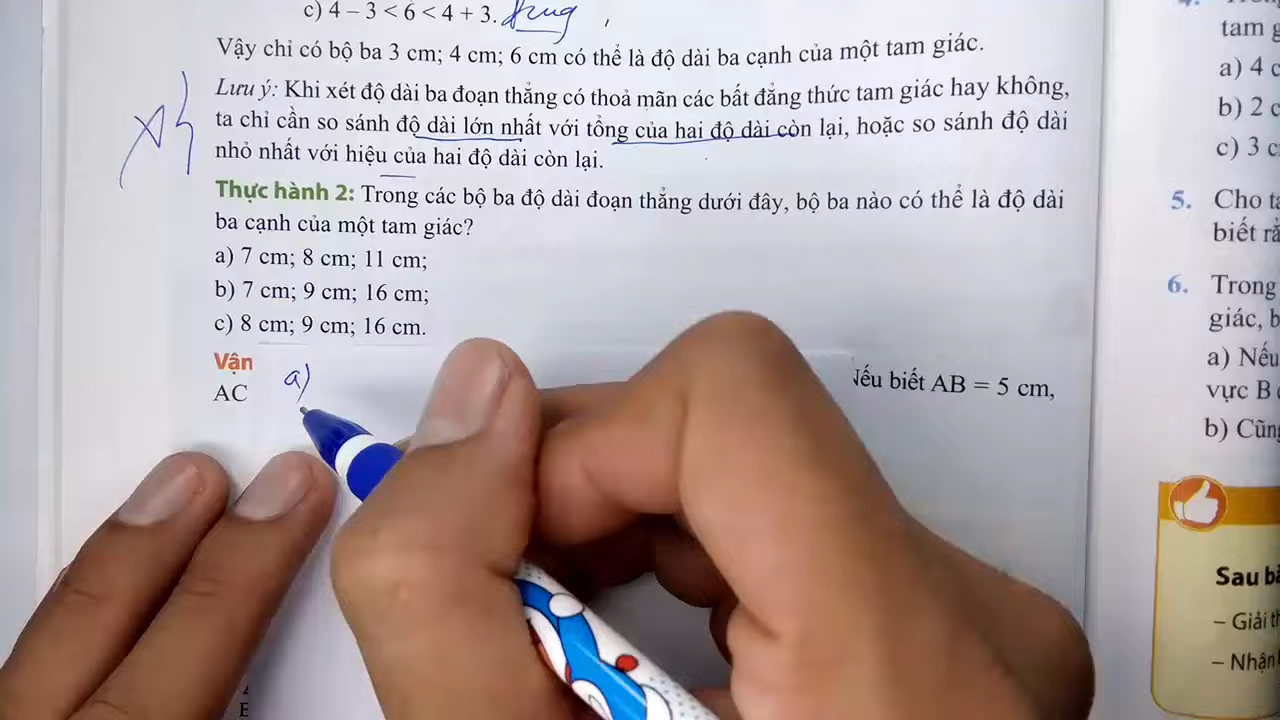 c) 4 – 3 < 6 < 4 + 3. đúng
Vậy chỉ có bộ ba 3 cm; 4 cm; 6 cm có thể là độ dài ba cạnh của một tam giác.
Lưu ý: Khi xét độ dài ba đoạn thẳng có thoả mãn các bất đẳng thức tam giác hay không,
ta chỉ cần so sánh độ dài lớn nhất với tổng của hai độ dài còn lại, hoặc so sánh độ dài
nhỏ nhất với hiệu của hai độ dài còn lại.
Thực hành 2: Trong các bộ ba độ dài đoạn thẳng dưới đây, bộ ba nào có thể là độ dài
ba cạnh của một tam giác?
a) 7 cm; 8 cm; 11 cm;
b) 7 cm; 9 cm; 16 cm;
c) 8 cm; 9 cm; 16 cm.
Vận
a)
Nếu biết AB = 5 cm,
AC
tam
a) 4
b) 2
c) 3
5. Cho
biết
6. Trong
giác,
a) Nếu
vực B
b) Cũng
Sau
– Giải
– Nhận